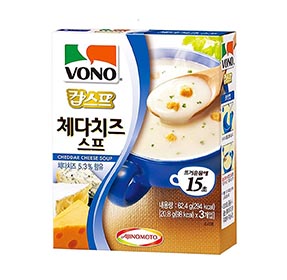 VONO
컵스프
체다치즈
스프
CHEDDAR CHEESE SOUP
체다치즈 5.3% 함유
뜨거운물에
15초
내용량 : 62.4 g (294 kcal)
(20.8 g (98 kcal) x 3개입)
AJINOMOTO